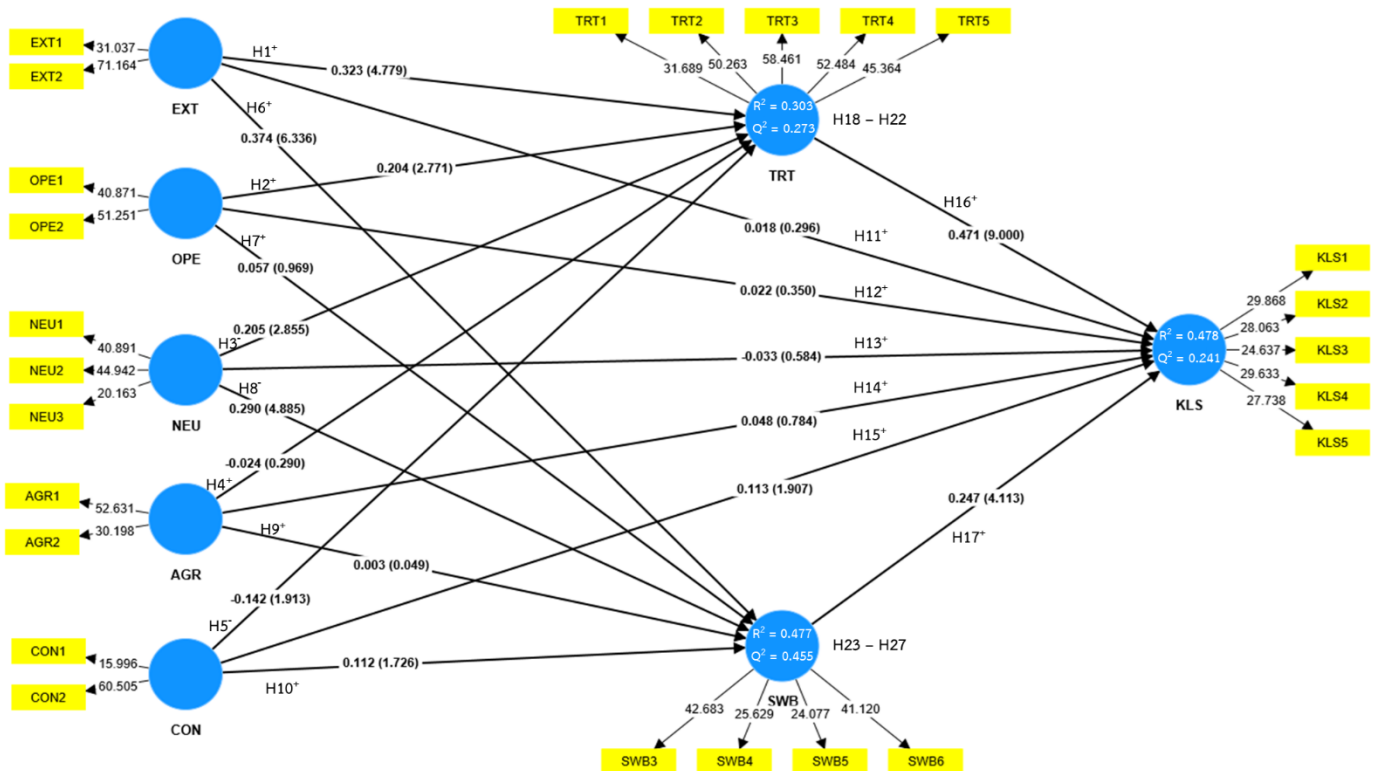 TRT1
TRT2
TRT3
TRT4
TRT5
31.689
50.263
58.461
52.484
45.364
EXT1
EXT2
31.037
71.164
EXT
H1⁺
0.323 (4.779)
H6⁺
0.374 (6.336)
R² = 0.303
Q² = 0.273
TRT
H18 – H22
OPE1
OPE2
40.871
51.251
OPE
H2⁺
0.204 (2.771)
H7⁺
0.057 (0.969)
H16⁺
0.471 (9.000)
0.018 (0.296)
H11⁺
0.022 (0.350)
H12⁺
NEU1
NEU2
NEU3
40.891
44.942
20.163
NEU
H3⁻
0.205 (2.855)
H8⁻
0.290 (4.885)
-0.033 (0.584)
H13⁺
H14⁺
0.048 (0.784)
H15⁺
0.113 (1.907)
R² = 0.478
Q² = 0.241
KLS
29.868
28.063
24.637
29.633
27.738
KLS1
KLS2
KLS3
KLS4
KLS5
AGR1
AGR2
52.631
30.198
AGR
-0.024 (0.290)
H4⁺
H9⁺
0.003 (0.049)
0.247 (4.113)
H17⁺
CON1
CON2
15.996
60.505
CON
-0.142 (1.913)
H5⁻
0.112 (1.726)
H10⁺
R² = 0.477
Q² = 0.455
SWB
H23 – H27
42.683
25.629
24.077
41.120
SWB3
SWB4
SWB5
SWB6